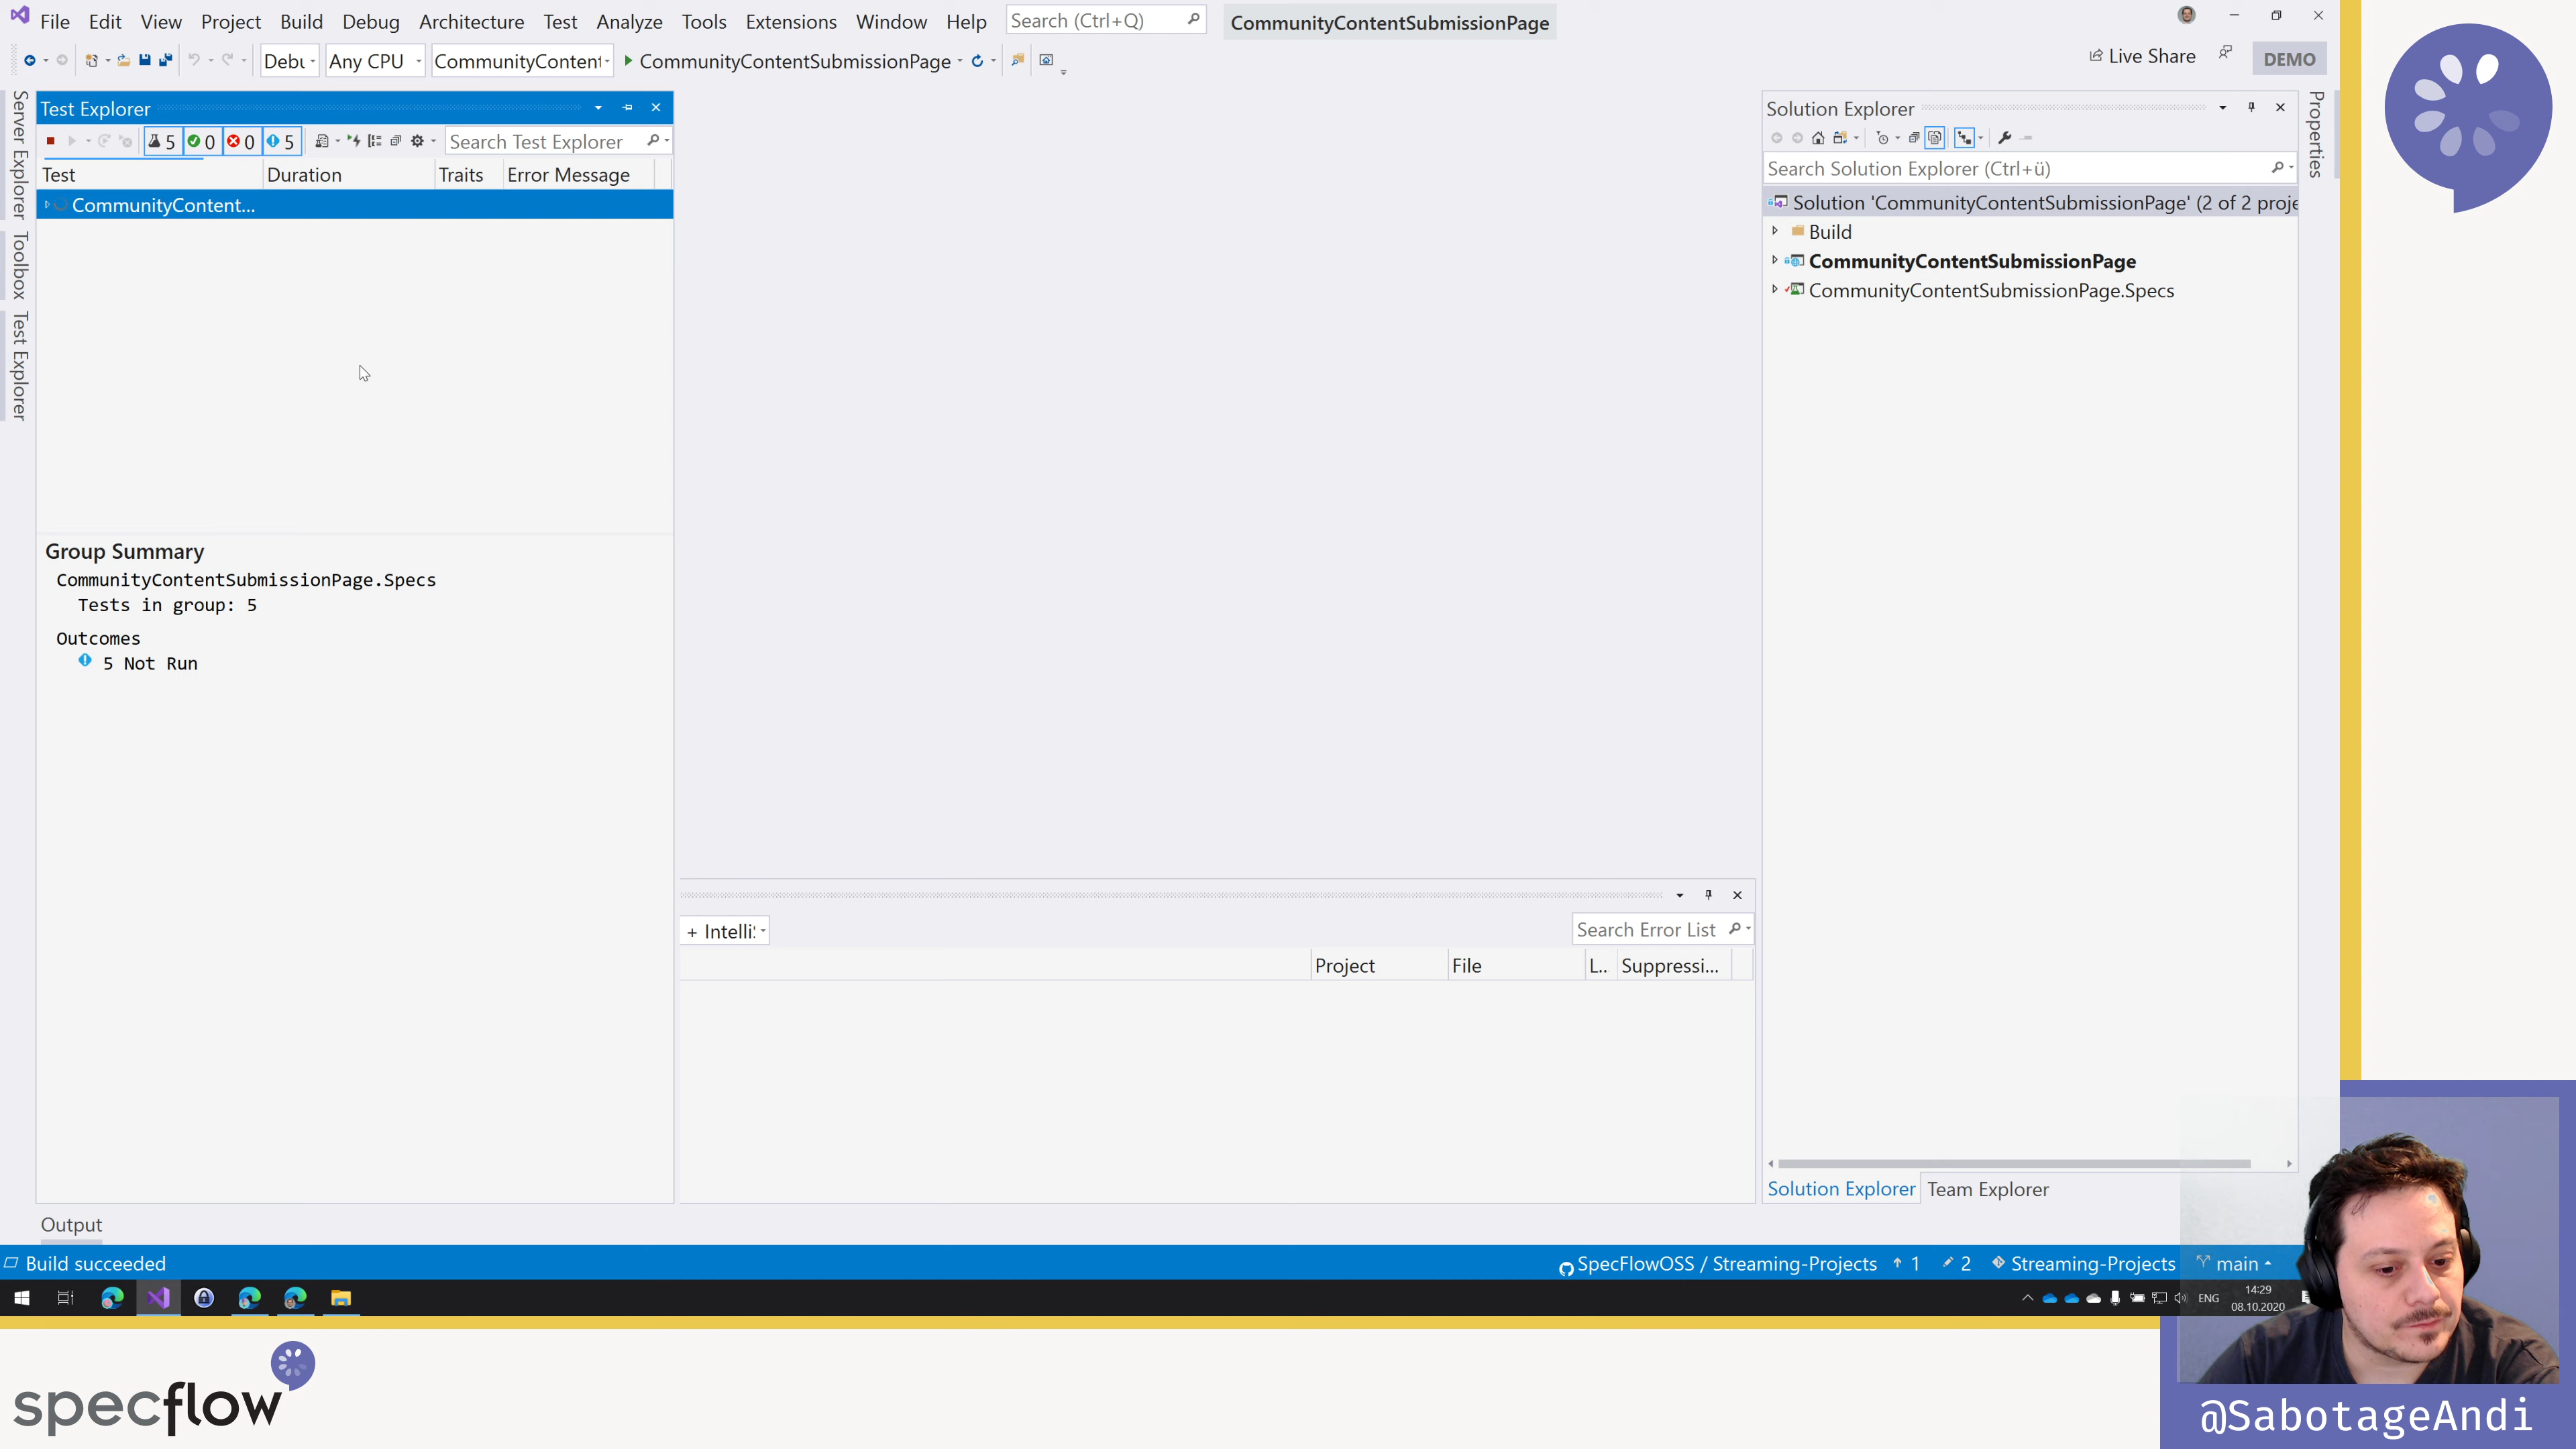 File Edit View Project Build Debug Architecture Test Analyze Tools Extensions Window Help Search (Ctrl+Q) CommunityContentSubmissionPage
Any CPU CommunityContent CommunityContentSubmissionPage Live Share DEMO
Server Explorer
Toolbox
Test Explorer
Test Explorer
5 0 0 5 Search Test Explorer
Test Duration Traits Error Message
CommunityContent...
Group Summary
CommunityContentSubmissionPage.Specs
Tests in group: 5
Outcomes
5 Not Run
+ Intelli Search Error List
Project File L... Suppressi...
Solution Explorer
Search Solution Explorer (Ctrl+ü)
Solution 'CommunityContentSubmissionPage' (2 of 2 proje
Build
CommunityContentSubmissionPage
CommunityContentSubmissionPage.Specs
Solution Explorer Team Explorer
Properties
Output
Build succeeded SpecFlowOSS / Streaming-Projects 1 2 Streaming-Projects main
ENG 14:29
08.10.2020
specflow
@SabotageAndi